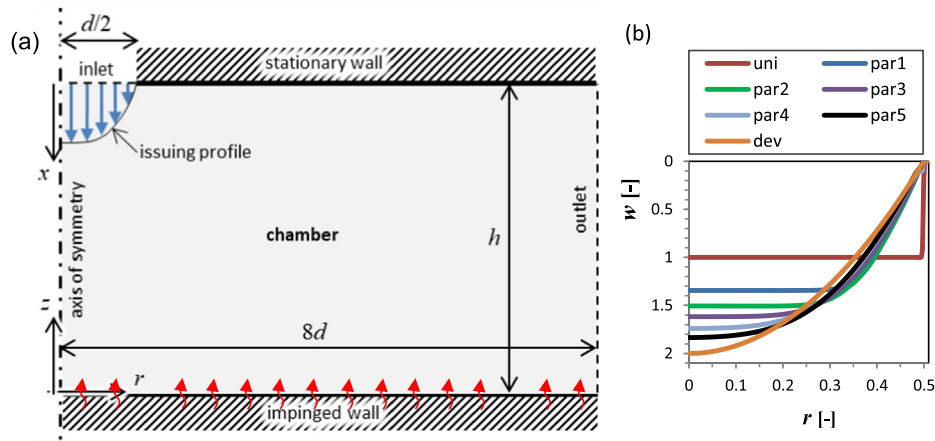 (a)
d/2
inlet
stationary wall
issuing profile
x
axis of symmetry
chamber
h
outlet
z
8d
r
impinged wall
(b)
uni par1
par2 par3
par4 par5
dev
w [-]
0
0.5
1
1.5
2
0 0.1 0.2 0.3 0.4 0.5
r [-]